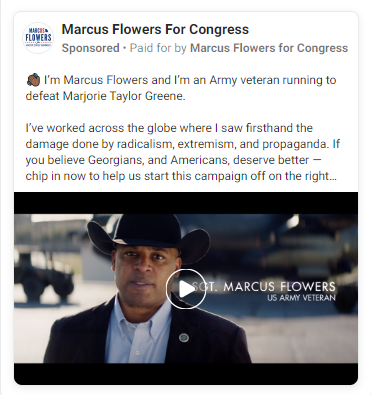 MARCUS
FLOWERS
Marcus Flowers For Congress
Sponsored · Paid for by Marcus Flowers for Congress
I'm Marcus Flowers and I'm an Army veteran running to
defeat Marjorie Taylor Greene.
I've worked across the globe where I saw firsthand the
damage done by radicalism, extremism, and propaganda. If
you believe Georgians, and Americans, deserve better —
chip in now to help us start this campaign off on the right...
SGT. MARCUS FLOWERS
US ARMY VETERAN